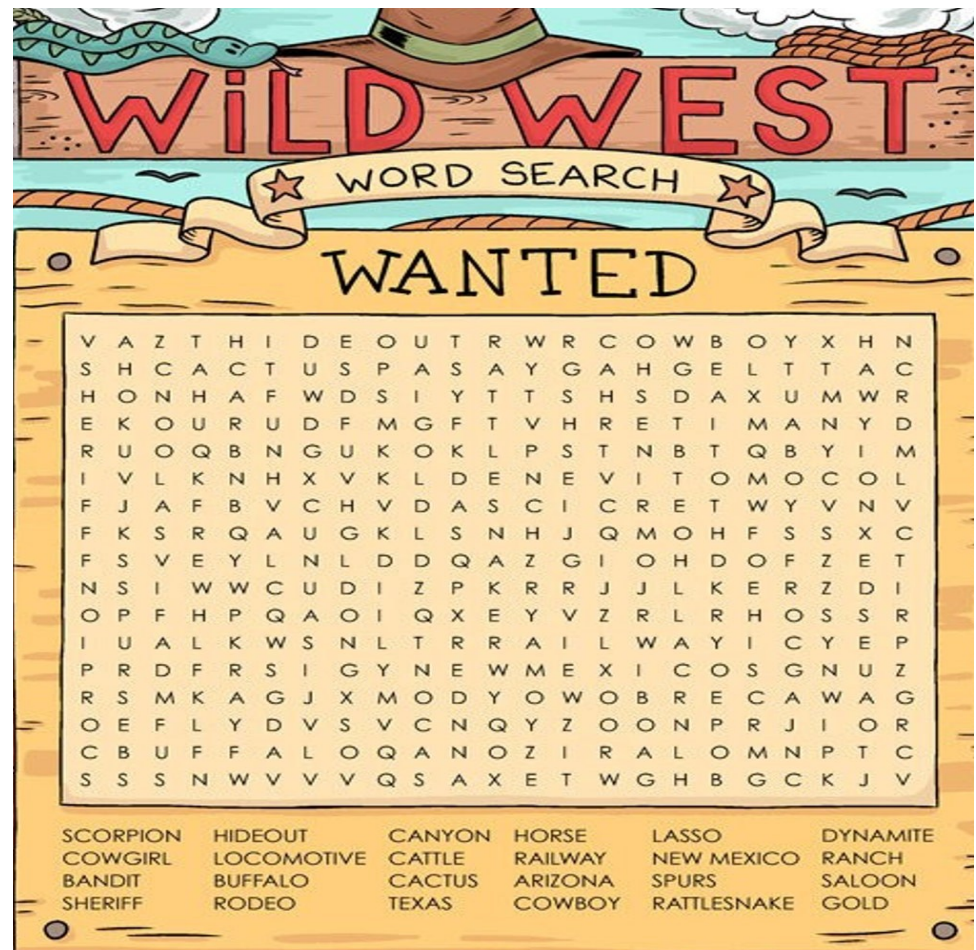 WiLD WEST
WORD SEARCH
WANTED
V A Z T H I D E O U T R W R C O W B O Y X H N
S H C A C T U S P A S A Y G A H G E L T T A C
H O N H A F W D S I Y T T S H S D A X U M W R
E K O U R U D F M G F T V H R E T I M A N Y D
R U O Q B N G U K O K L P S T N B T Q B Y I M
I V L K N H X V K L D E N E V I T O M O C O L
F J A F B V C H V D A S C I C R E T W Y V N V
F K S R Q A U G K L S N H J Q M O H F S S X C
F S V E Y L N L D D Q A Z G I O H D O F Z E T
N S I W W C U D I Z P K R R J J L K E R Z D I
O P F H P Q A O I Q X E Y V Z R L R H O S S R
I U A L K W S N L T R R A I L W A Y I C Y E P
P R D F R S I G Y N E W M E X I C O S G N U Z
R S M K A G J X M O D Y O W O B R E C A W A G
O E F L Y D V S V C N Q Y Z O O N P R J I O R
C B U F F A L O Q A N O Z I R A L O M N P T C
S S S N W V V V Q S A X E T W G H B G C K J V
SCORPION HIDEOUT CANYON HORSE LASSO DYNAMITE
COWGIRL LOCOMOTIVE CATTLE RAILWAY NEW MEXICO RANCH
BANDIT BUFFALO CACTUS ARIZONA SPURS SALOON
SHERIFF RODEO TEXAS COWBOY RATTLESNAKE GOLD